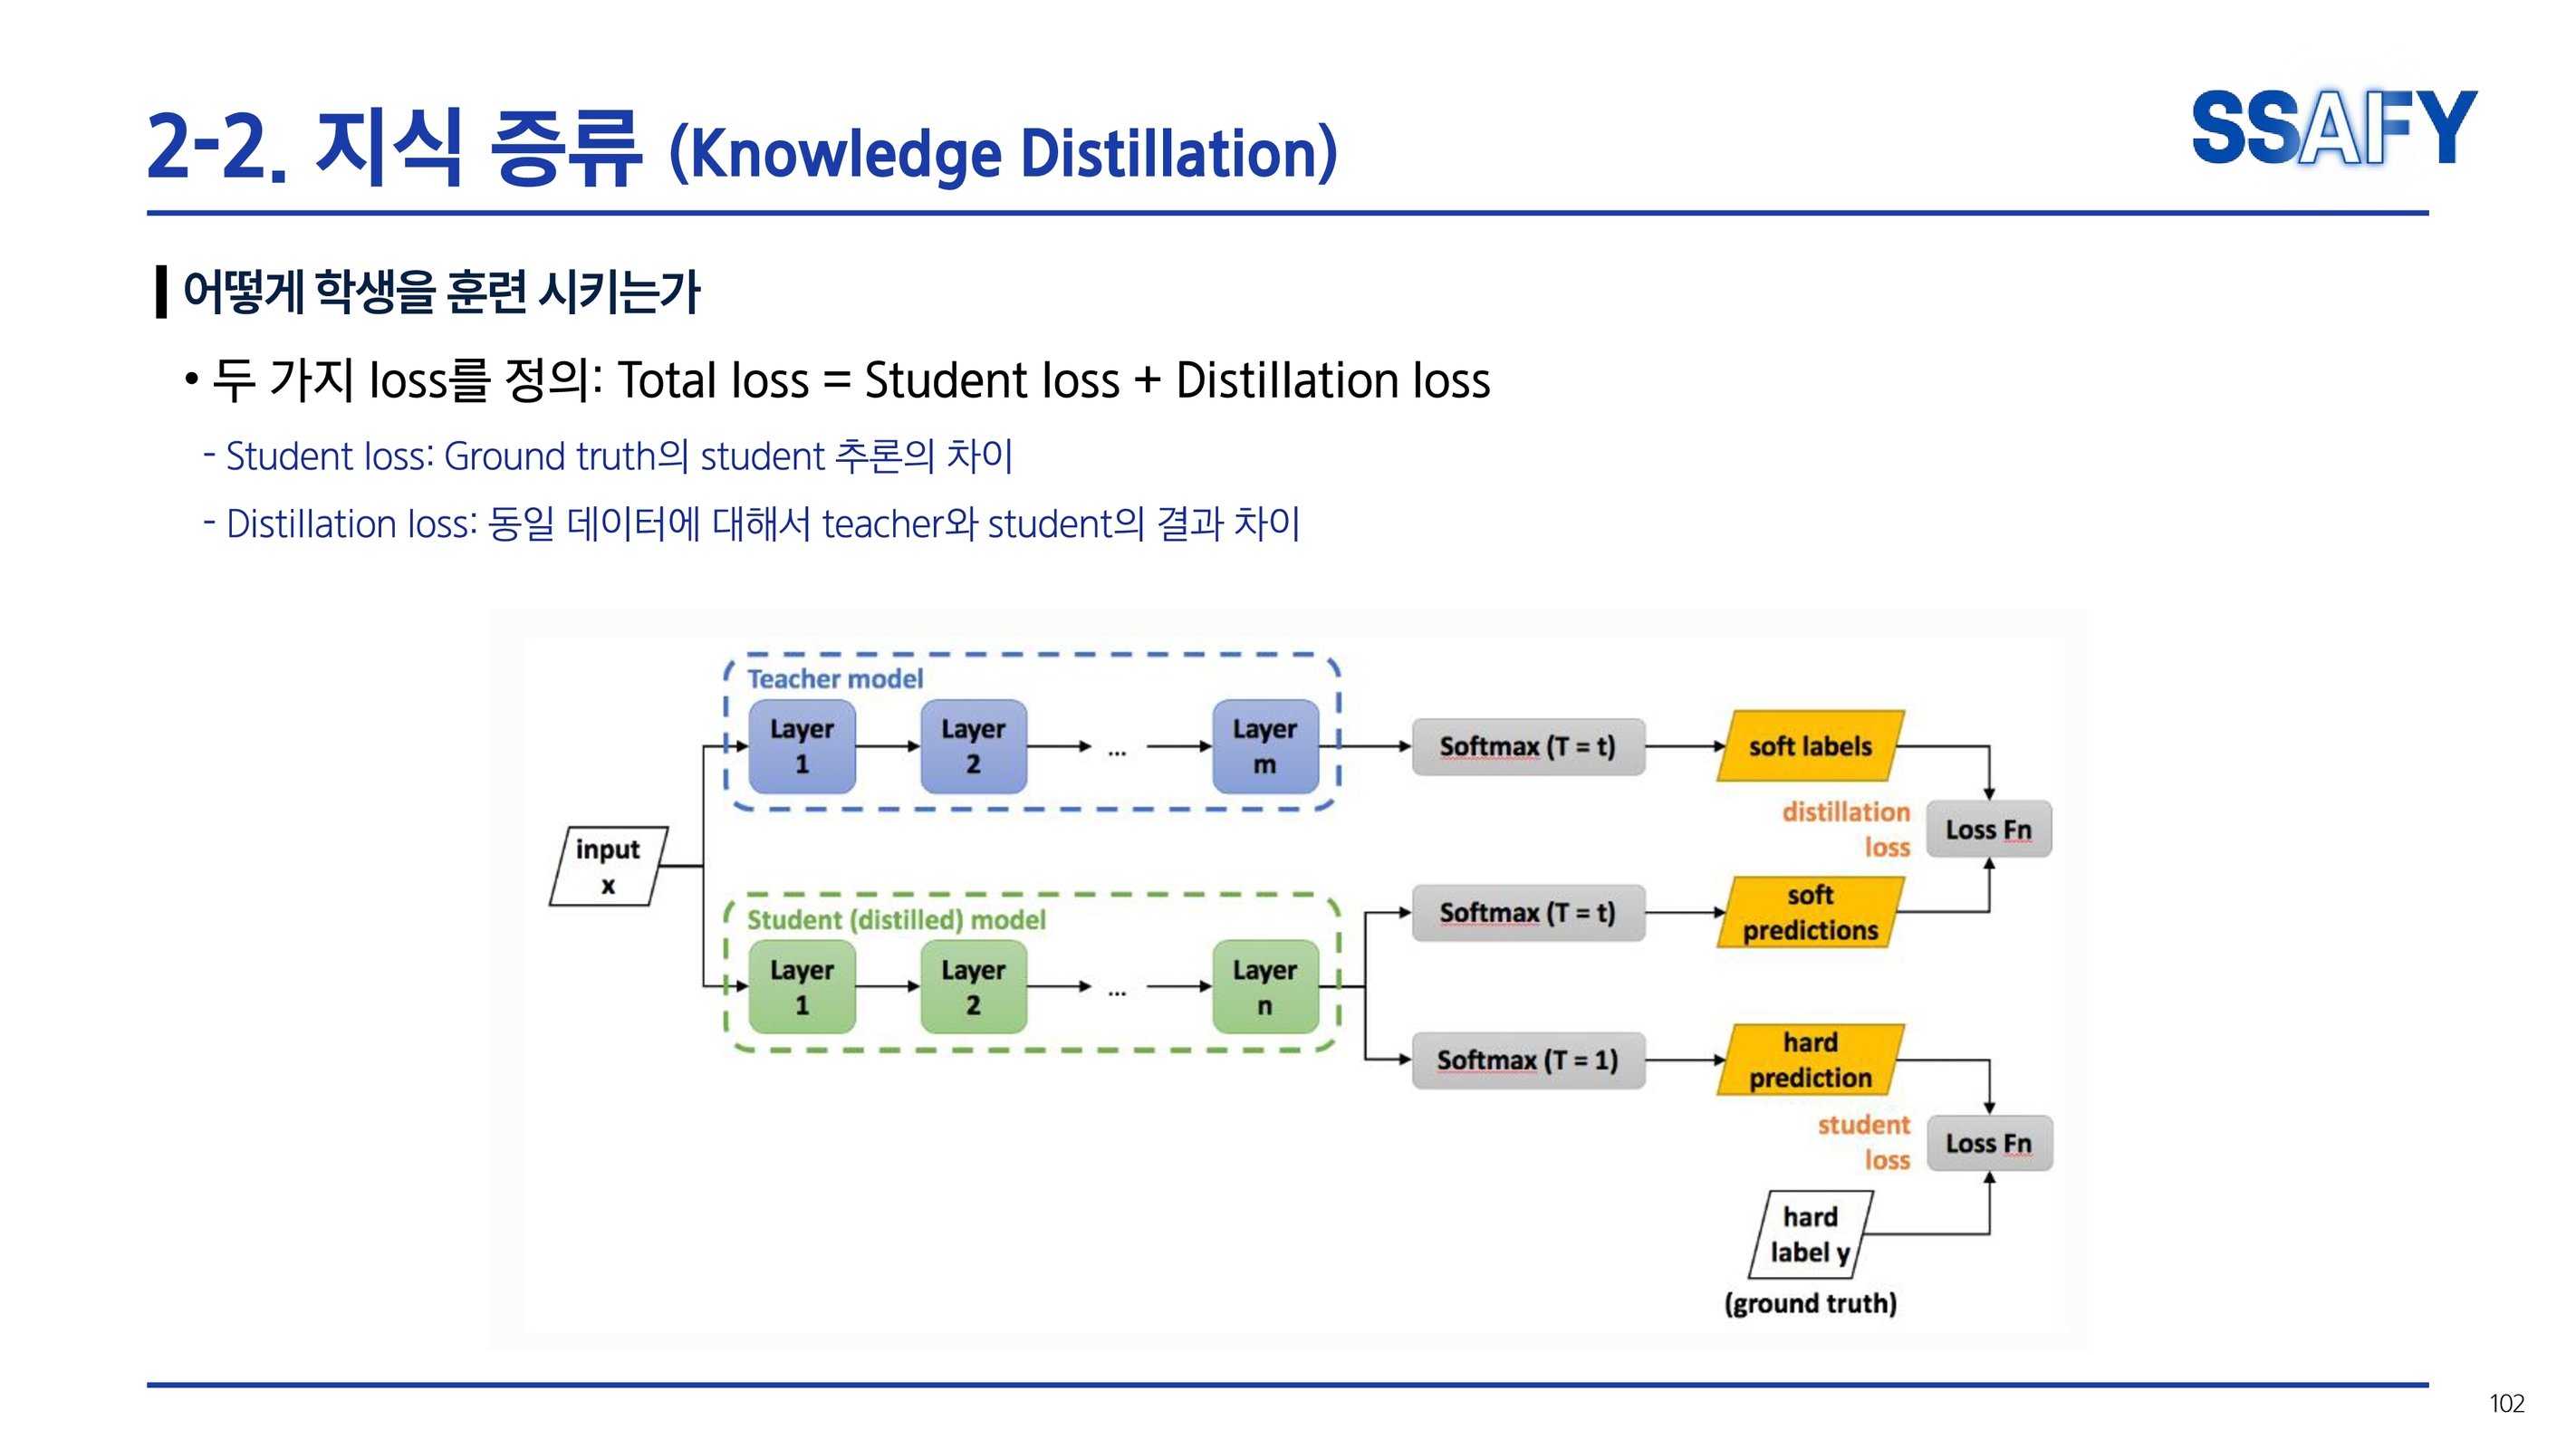 2-2. 지식 증류 (Knowledge Distillation)
SSAFY
어떻게 학생을 훈련 시키는가
• 두 가지 loss를 정의: Total loss = Student loss + Distillation loss
- Student loss: Ground truth의 student 추론의 차이
- Distillation loss: 동일 데이터에 대해서 teacher와 student의 결과 차이
Teacher model
Layer
1
Layer
2
...
Layer
m
Softmax (T = t)
soft labels
distillation
loss
Loss Fn
input
x
Student (distilled) model
Layer
1
Layer
2
...
Layer
n
Softmax (T = t)
soft
predictions
Softmax (T = 1)
hard
prediction
student
loss
Loss Fn
hard
label y
(ground truth)
102